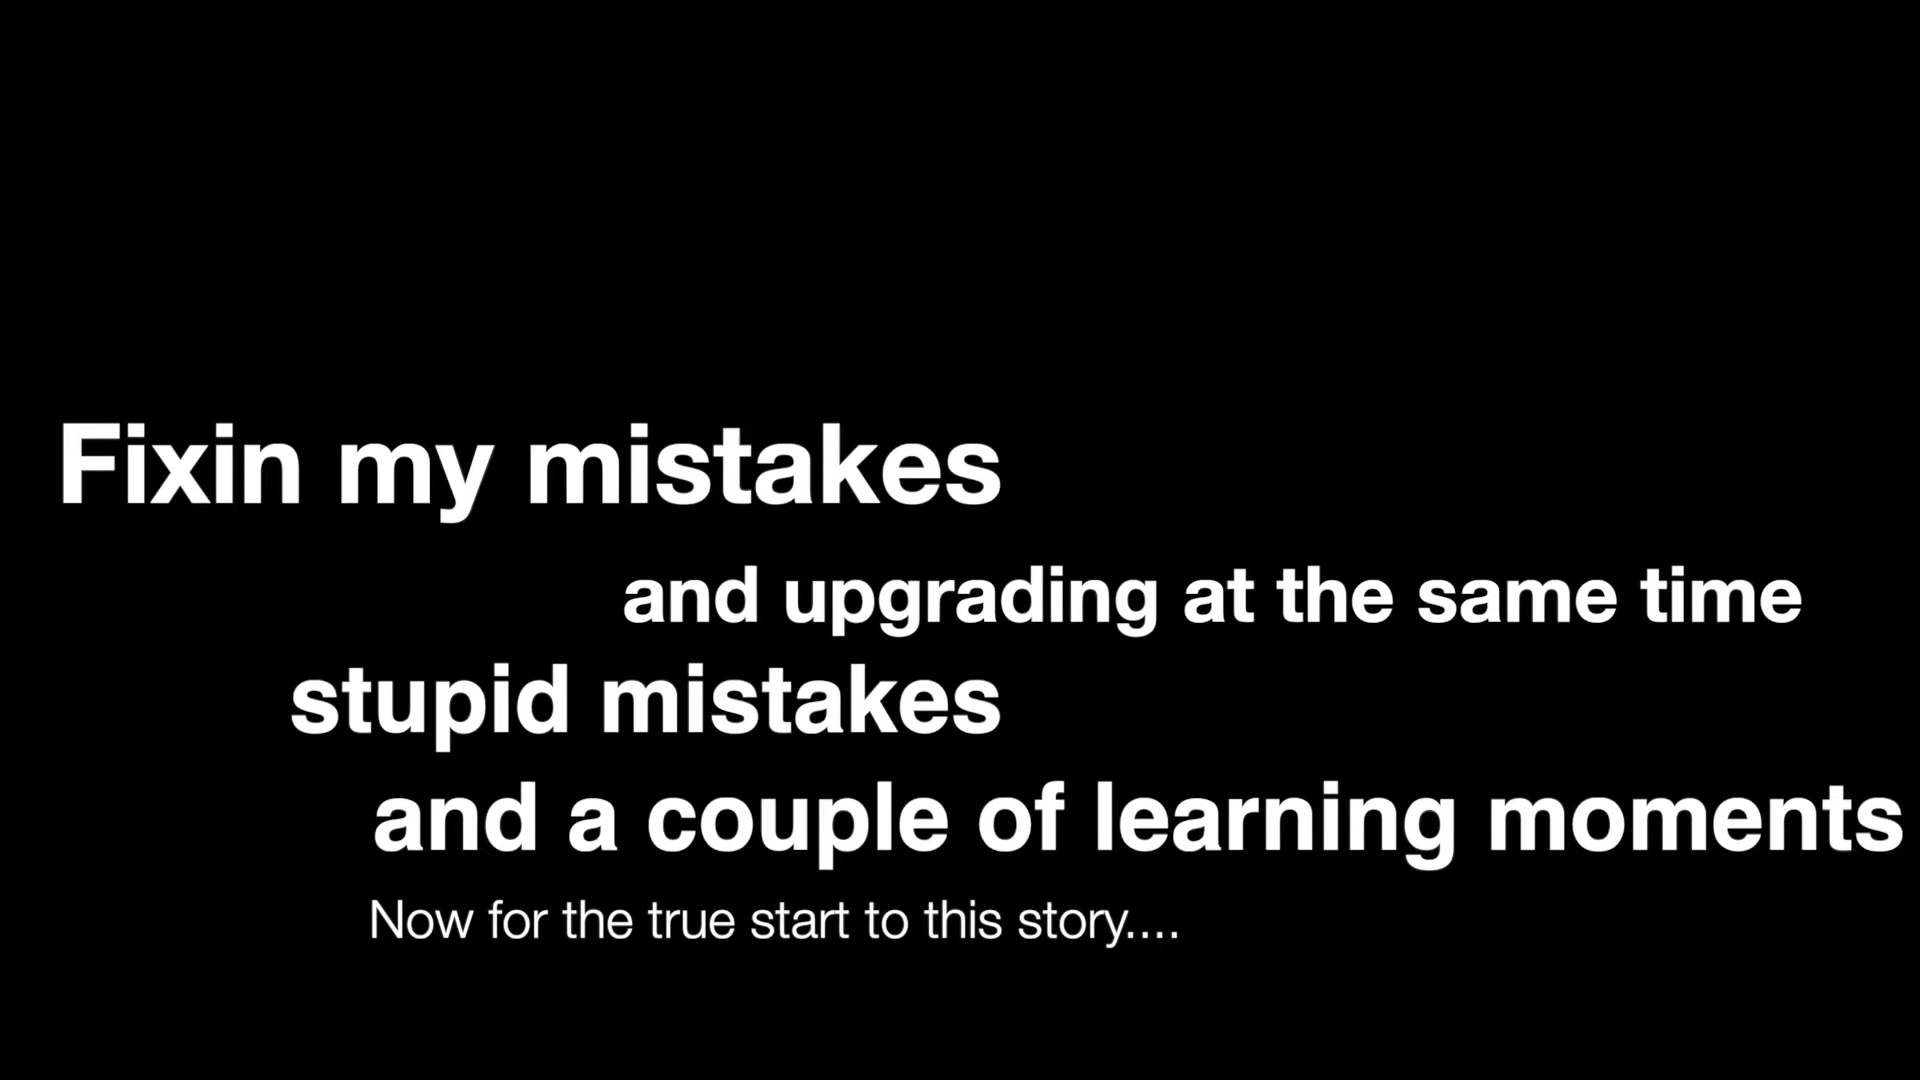 Fixin my mistakes
and upgrading at the same time
stupid mistakes
and a couple of learning moments
Now for the true start to this story....